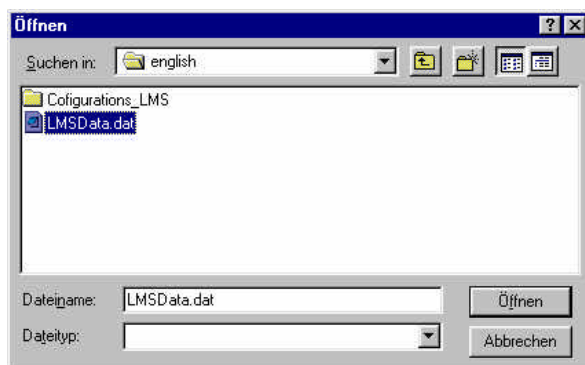 Öffnen
Suchen in: english
Cofigurations_LMS
LMSData.dat
Dateiname: LMSData.dat Öffnen
Dateityp: Abbrechen